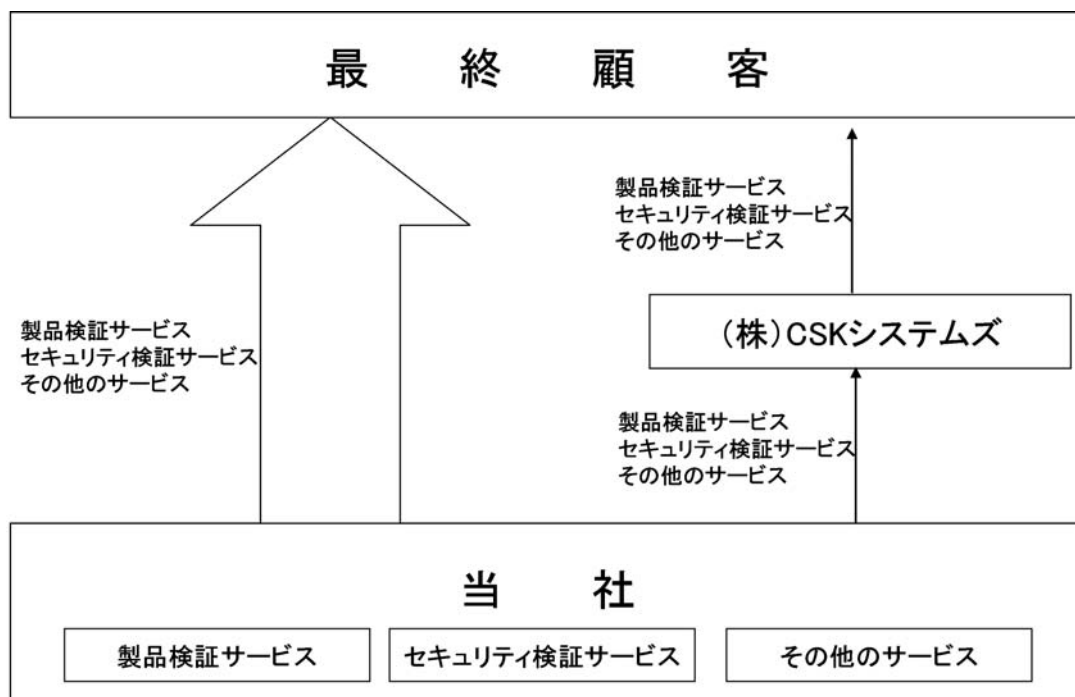 最終顧客
製品検証サービス
セキュリティ検証サービス
その他のサービス
(株)CSKシステムズ
製品検証サービス
セキュリティ検証サービス
その他のサービス
製品検証サービス
セキュリティ検証サービス
その他のサービス
当社
製品検証サービス
セキュリティ検証サービス
その他のサービス